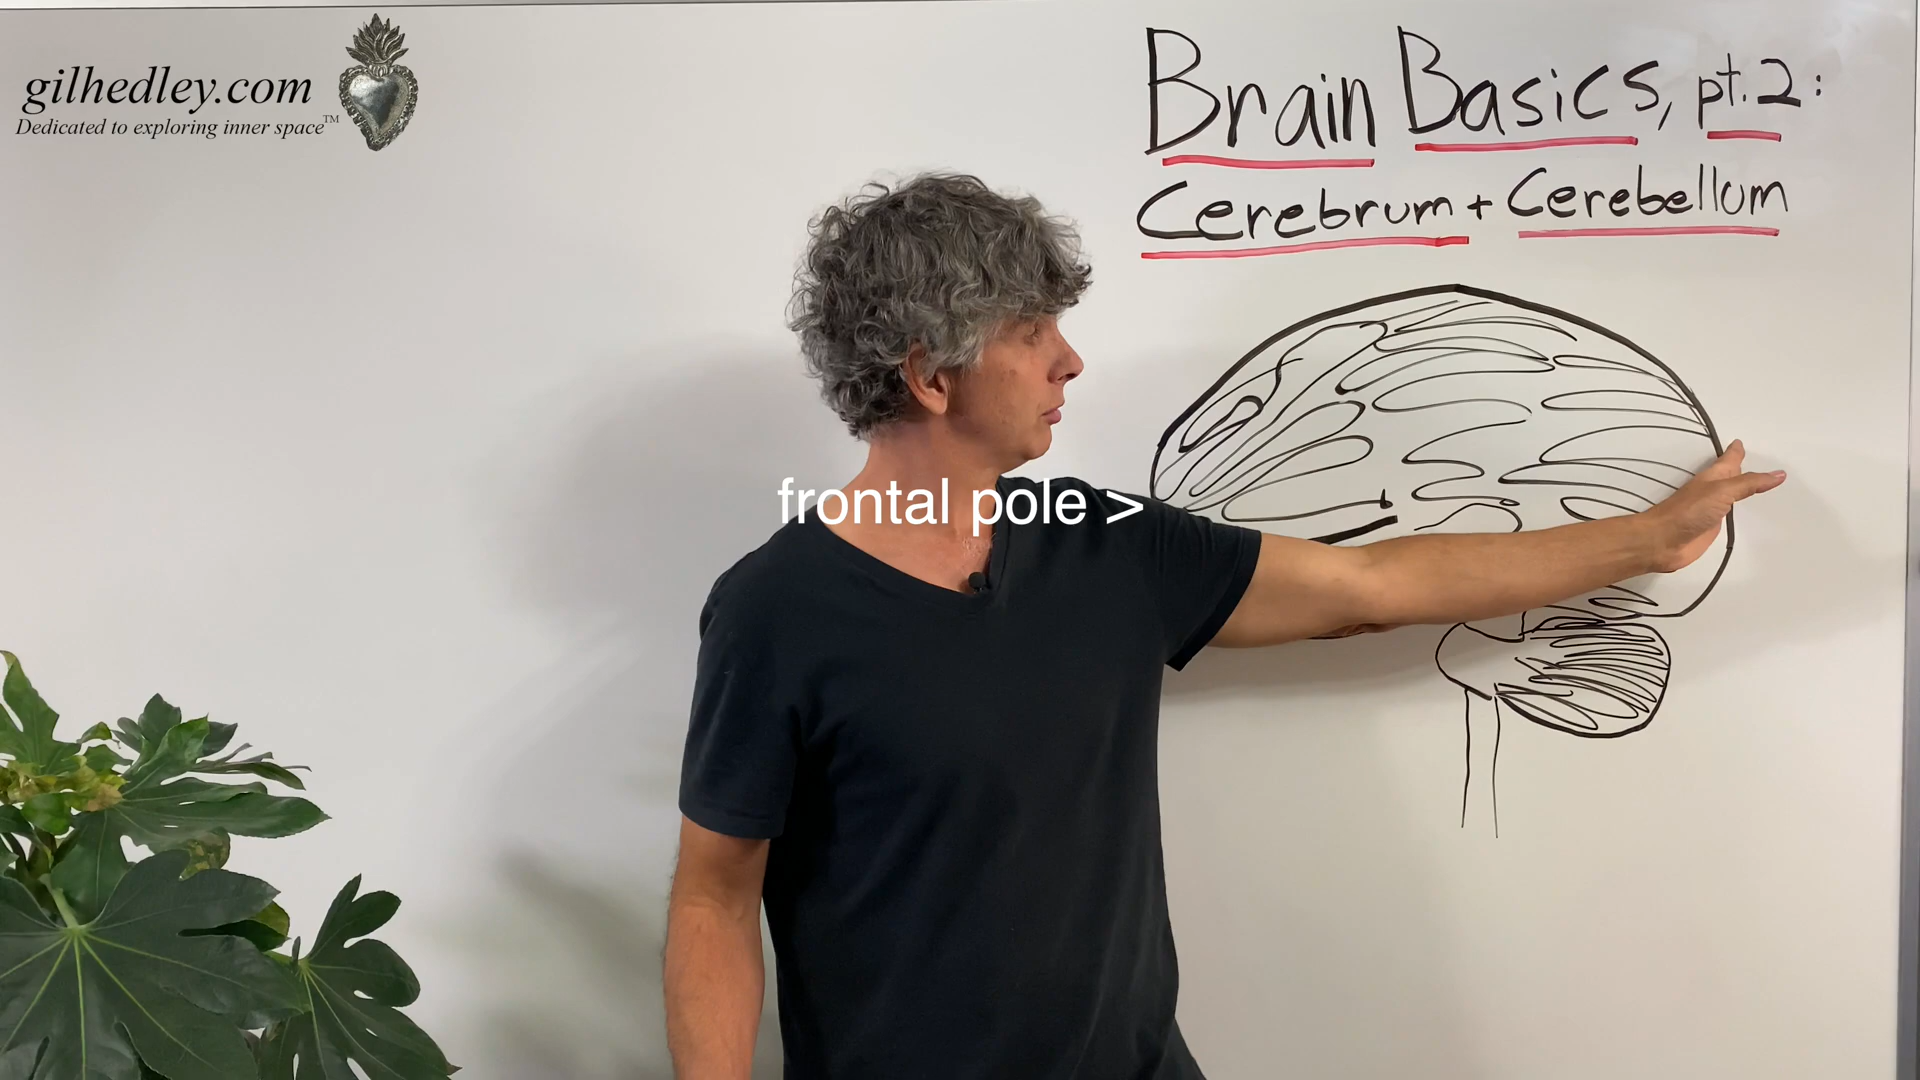 gilhedley.com
Dedicated to exploring inner space™
Brain Basics, pt. 2:
Cerebrum + Cerebellum
frontal pole >